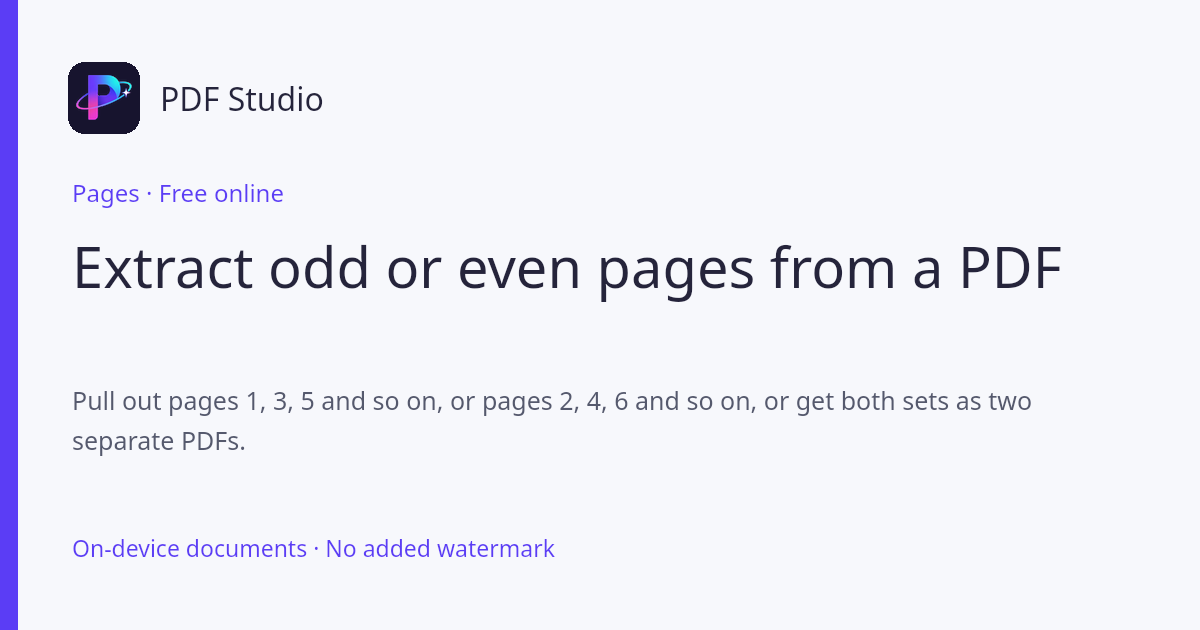 PDF Studio
Pages · Free online
Extract odd or even pages from a PDF
Pull out pages 1, 3, 5 and so on, or pages 2, 4, 6 and so on, or get both sets as two
separate PDFs.
On-device documents · No added watermark